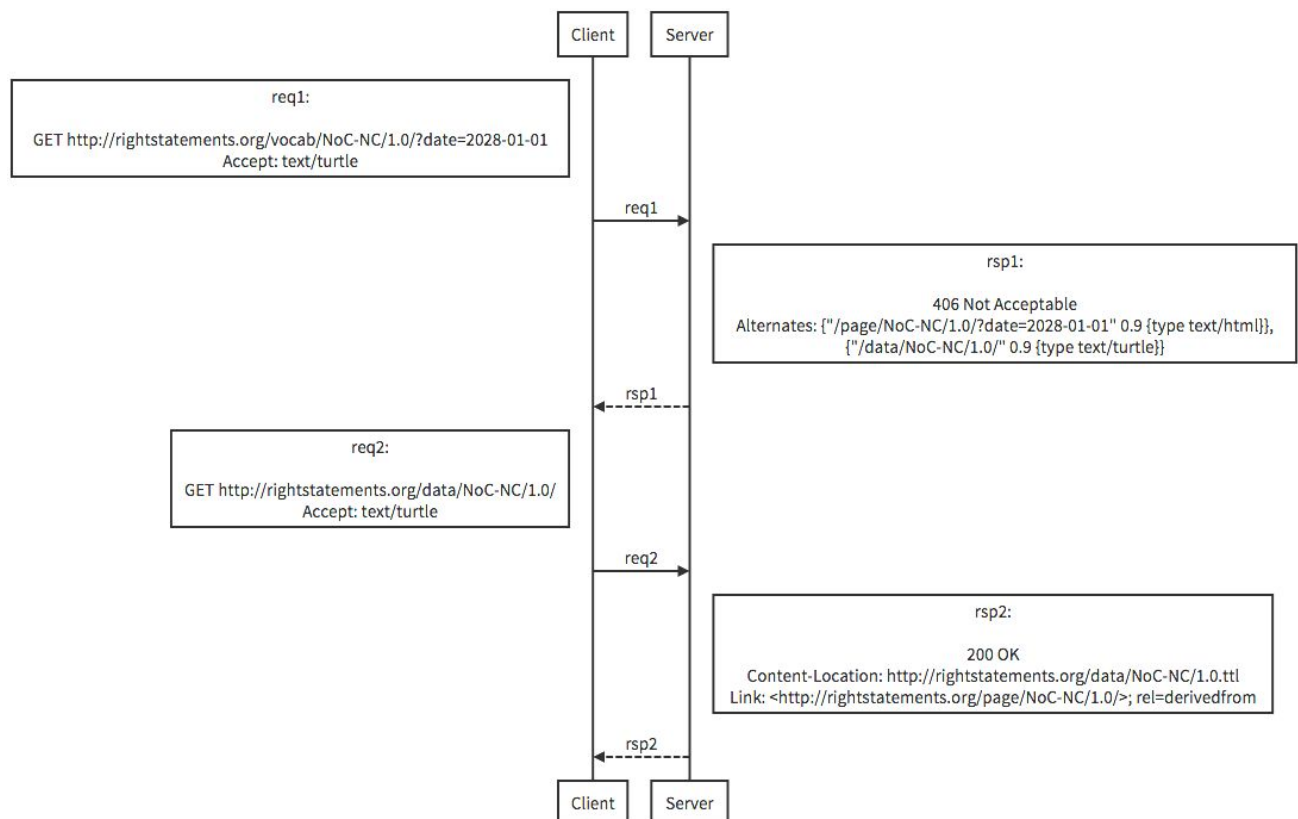 Client
Server
req1:
GET http://rightstatements.org/vocab/NoC-NC/1.0/?date=2028-01-01
Accept: text/turtle
req1
rsp1:
406 Not Acceptable
Alternates: {"/page/NoC-NC/1.0/?date=2028-01-01" 0.9 {type text/html}},
{"/data/NoC-NC/1.0/" 0.9 {type text/turtle}}
rsp1
req2:
GET http://rightstatements.org/data/NoC-NC/1.0/
Accept: text/turtle
req2
rsp2:
200 OK
Content-Location: http://rightstatements.org/data/NoC-NC/1.0.ttl
Link: <http://rightstatements.org/page/NoC-NC/1.0/>; rel=derivedfrom
rsp2
Client
Server